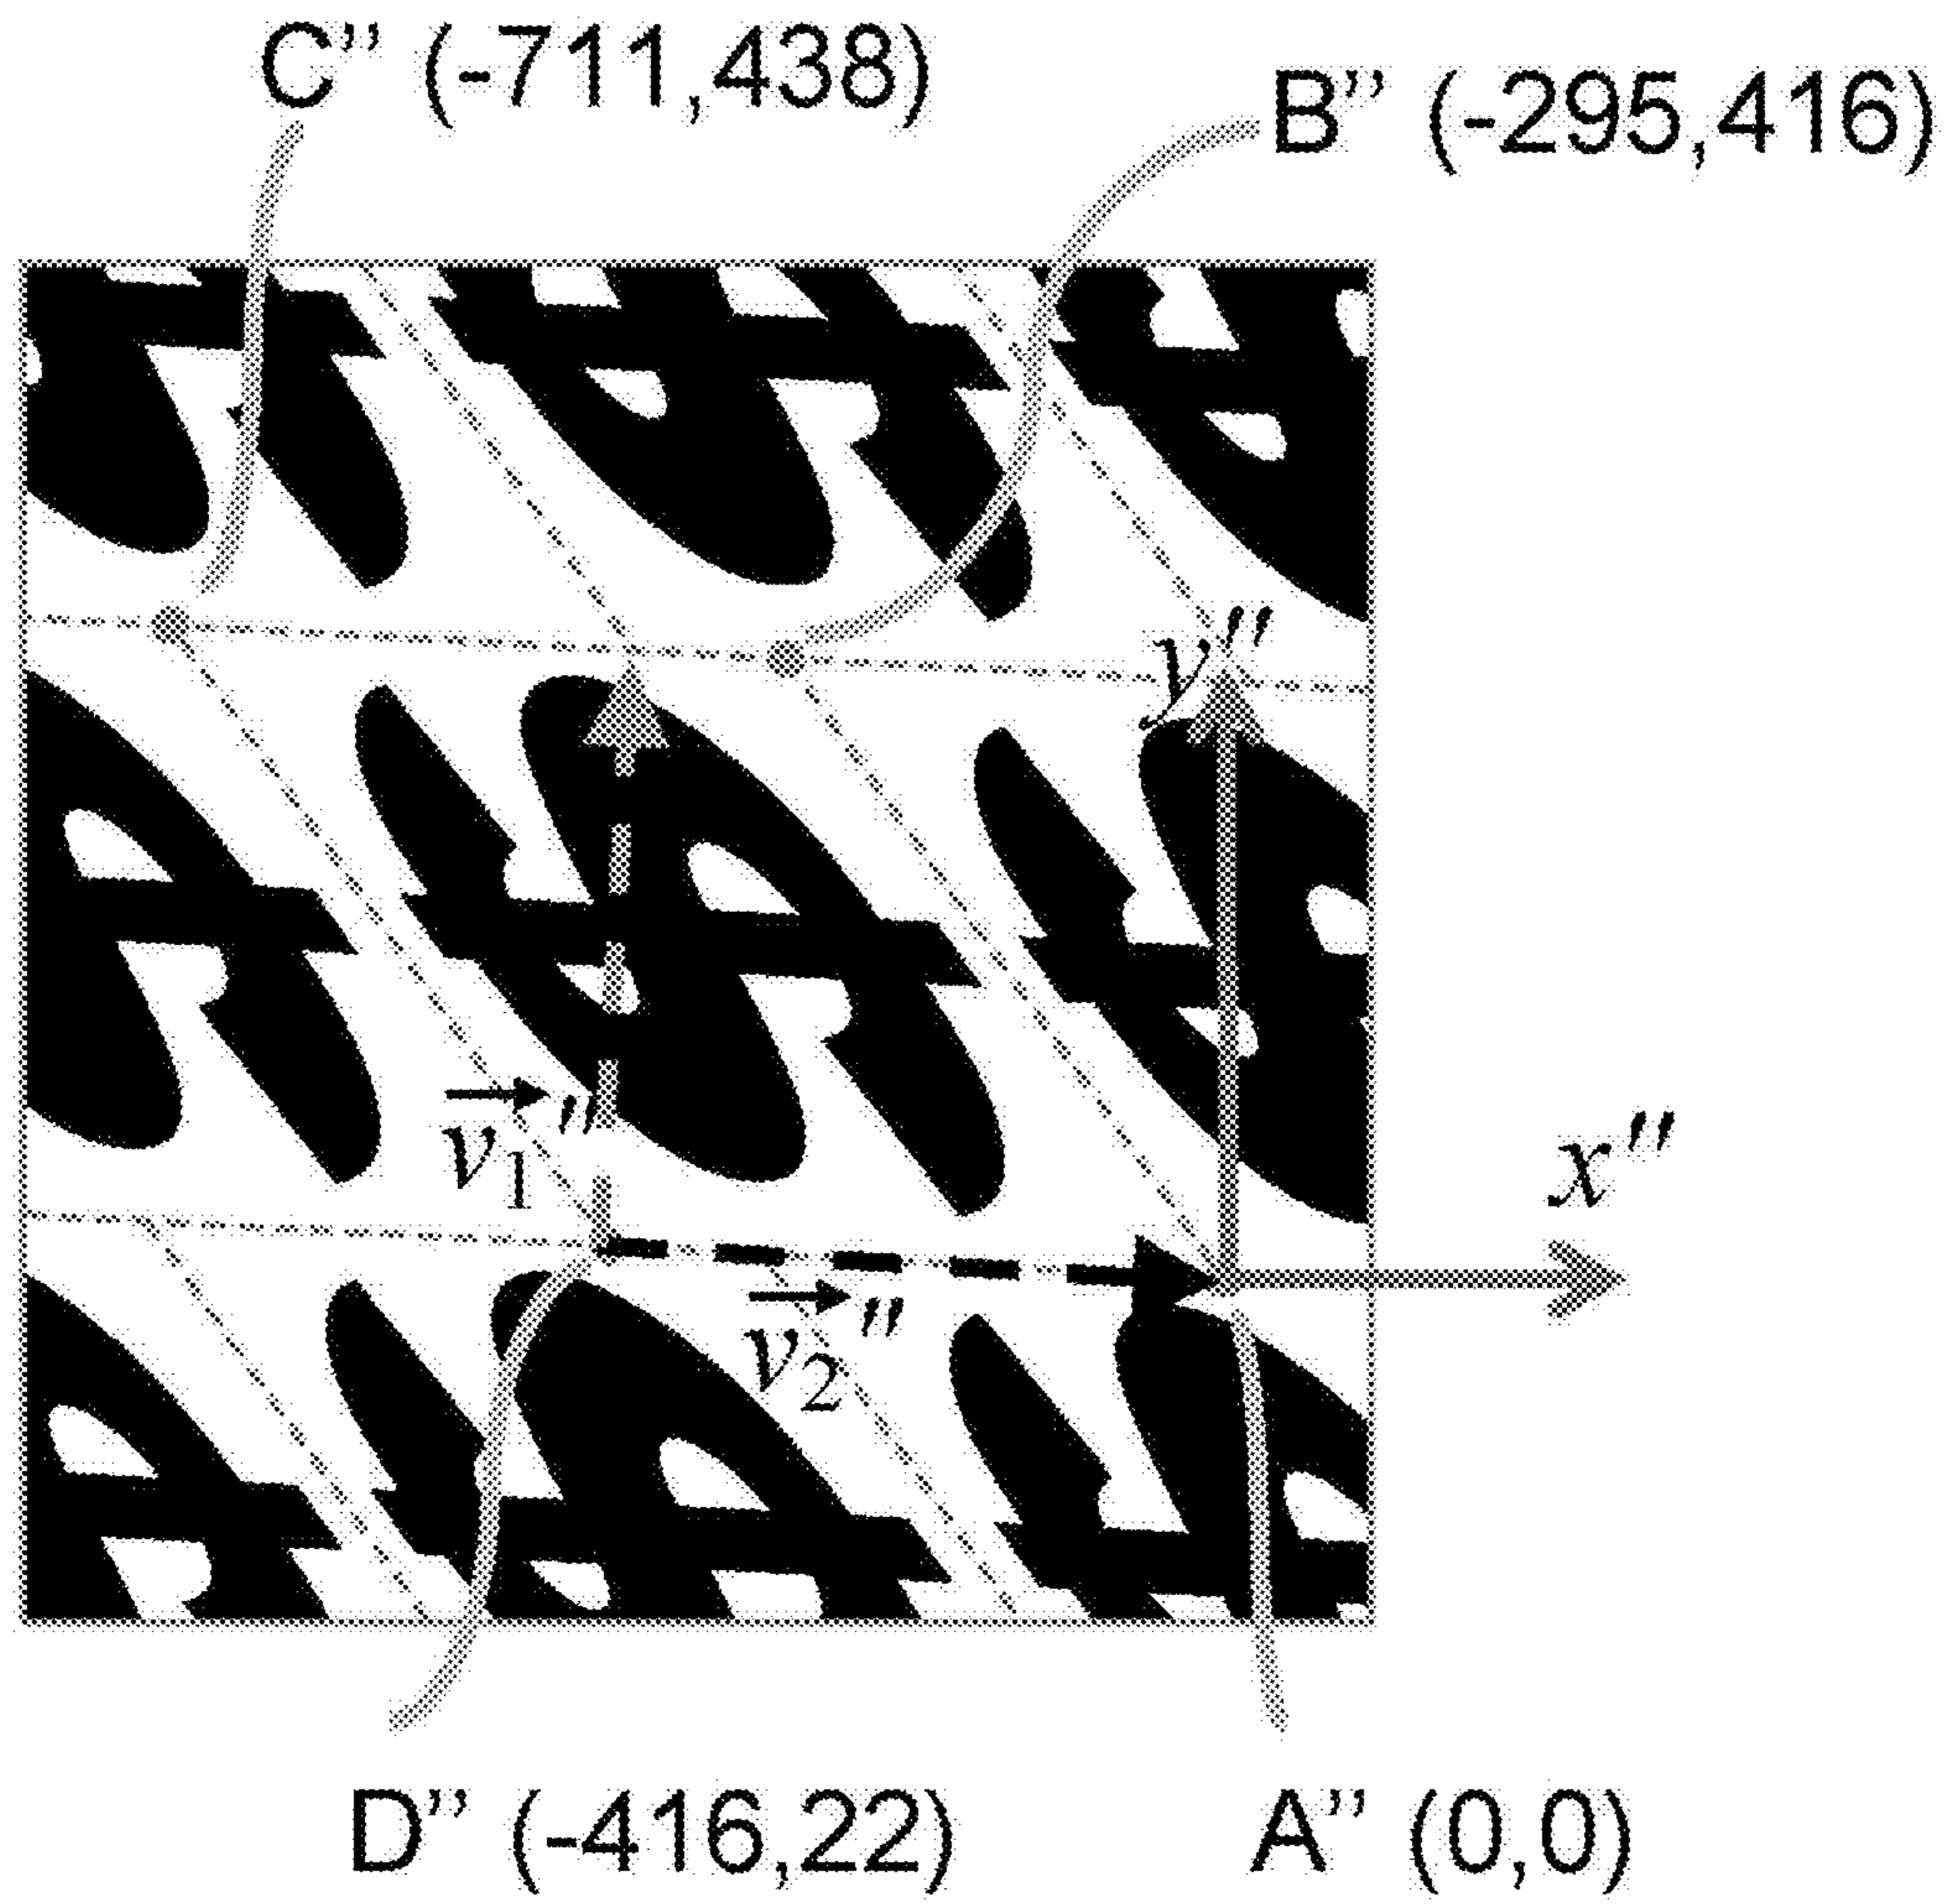 C” (-711,438)
B” (-295,416)
y″
v₁″
x″
v₂″
D” (-416,22)
A” (0,0)